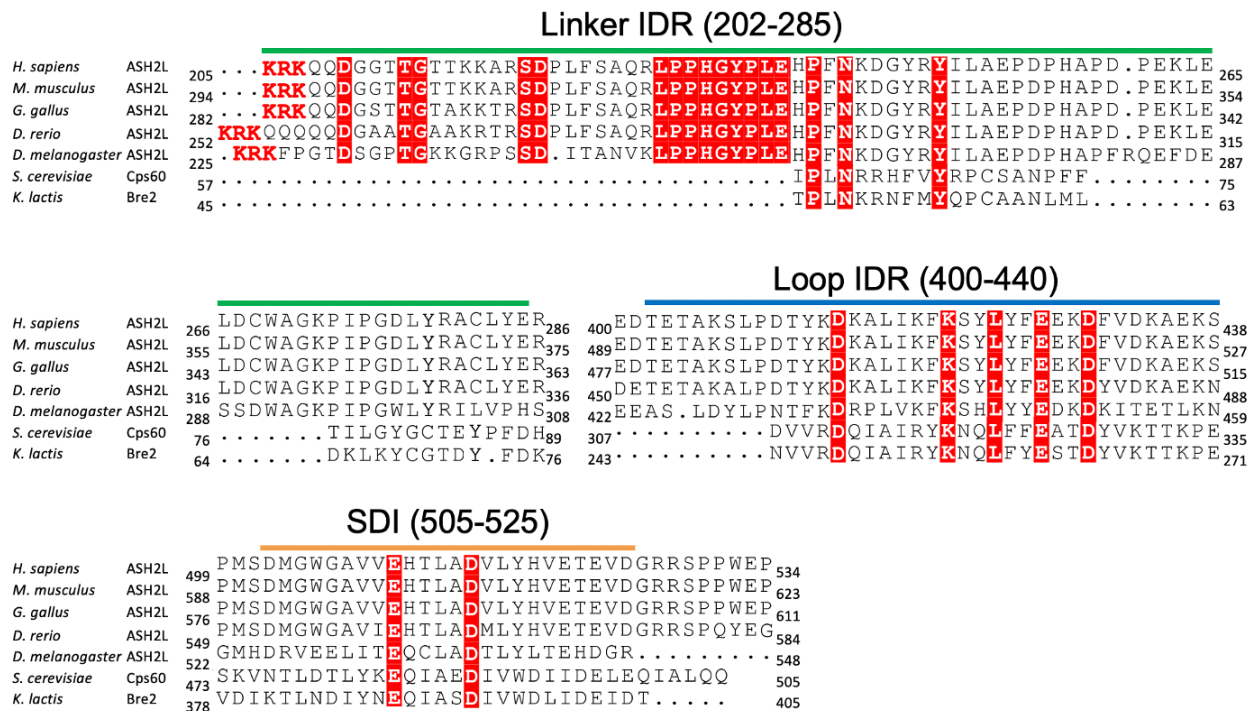 Linker IDR (202-285)
H. sapiens ASH2L 205 ...KRKQQDGGTTGTTKKARSDPLFSAQRLPPHGYPLEHPFNKDGYRYILAEPDPHAPD.PEKLE 265
M. musculus ASH2L 294 ...KRKQQDGGTTGTTKKARSDPLFSAQRLPPHGYPLEHPFNKDGYRYILAEPDPHAPD.PEKLE 354
G. gallus ASH2L 282 ...KRKQQDGSTTGTAKKTRSDPLFSAQRLPPHGYPLEHPFNKDGYRYILAEPDPHAPD.PEKLE 342
D. rerio ASH2L 252 KRKQQQQQDGAATGAAKRTRSDPLFSAQRLPPHGYPLEHPFNKDGYRYILAEPDPHAPD.PEKLE 315
D. melanogaster ASH2L 225 .KRKFPGTDSGPTGKKGRPSSD.ITANVKLPPHGYPLEHPFNKDGYRYILAEPDPHAPFRQEFDE 287
S. cerevisiae Cps60 57 ......................................IPLNRRHFVYRPCSANPFF........ 75
K. lactis Bre2 45 ......................................TPLNKRNFMYQPCAANLML........ 63
Loop IDR (400-440)
H. sapiens ASH2L 266 LDCWAGKPIPGDLYRACLYER 286 400 EDTETAKSLPDTYKDKALIKFKSYLYFEEKDFVDKAEKS 438
M. musculus ASH2L 355 LDCWAGKPIPGDLYRACLYER 375 489 EDTETAKSLPDTYKDKALIKFKSYLYFEEKDFVDKAEKS 527
G. gallus ASH2L 343 LDCWAGKPIPGDLYRACLYER 363 477 EDTETAKSLPDTYKDKALIKFKSYLYFEEKDFVDKAEKS 515
D. rerio ASH2L 316 LDCWAGKPIPGDLYRACLYER 336 450 DETETAKALPDTYKDKALIKFKSYLYFEEKDYVDKAEKN 488
D. melanogaster ASH2L 288 SSDWAGKPIPGWLYRILVPHS 308 422 EEAS.LDYLPNTFKDRPLVKFKSHLYYEDKDKITETLKN 459
S. cerevisiae Cps60 76 .......TILGYGCTEYPFDH 89 307 ..........DVVRDQIAIRYKNQLFFEATDYVKTTKPE 335
K. lactis Bre2 64 .......DKLKYCGTDY.FDK 76 243 ..........NVVRDQIAIRYKNQLFYESTDYVKTTKPE 271
SDI (505-525)
H. sapiens ASH2L 499 PMSDMGWGAVVEHTLADVLYHVETEVDGRRSPPWEP 534
M. musculus ASH2L 588 PMSDMGWGAVVEHTLADVLYHVETEVDGRRSPPWEP 623
G. gallus ASH2L 576 PMSDMGWGAVVEHTLADVLYHVETEVDGRRSPPWEP 611
D. rerio ASH2L 549 PMSDMGWGAVIEHTLADMLYHVETEVDGRRSPQYEG 584
D. melanogaster ASH2L 522 GMHDRVEELITEQCLADTLYLTEHDGR......... 548
S. cerevisiae Cps60 473 SKVNTLDTLYKEQIAEDIVWDIIDELEQIALQQ 505
K. lactis Bre2 378 VDIKTLNDIYNEQIASDIVWDLIDEIDT..... 405